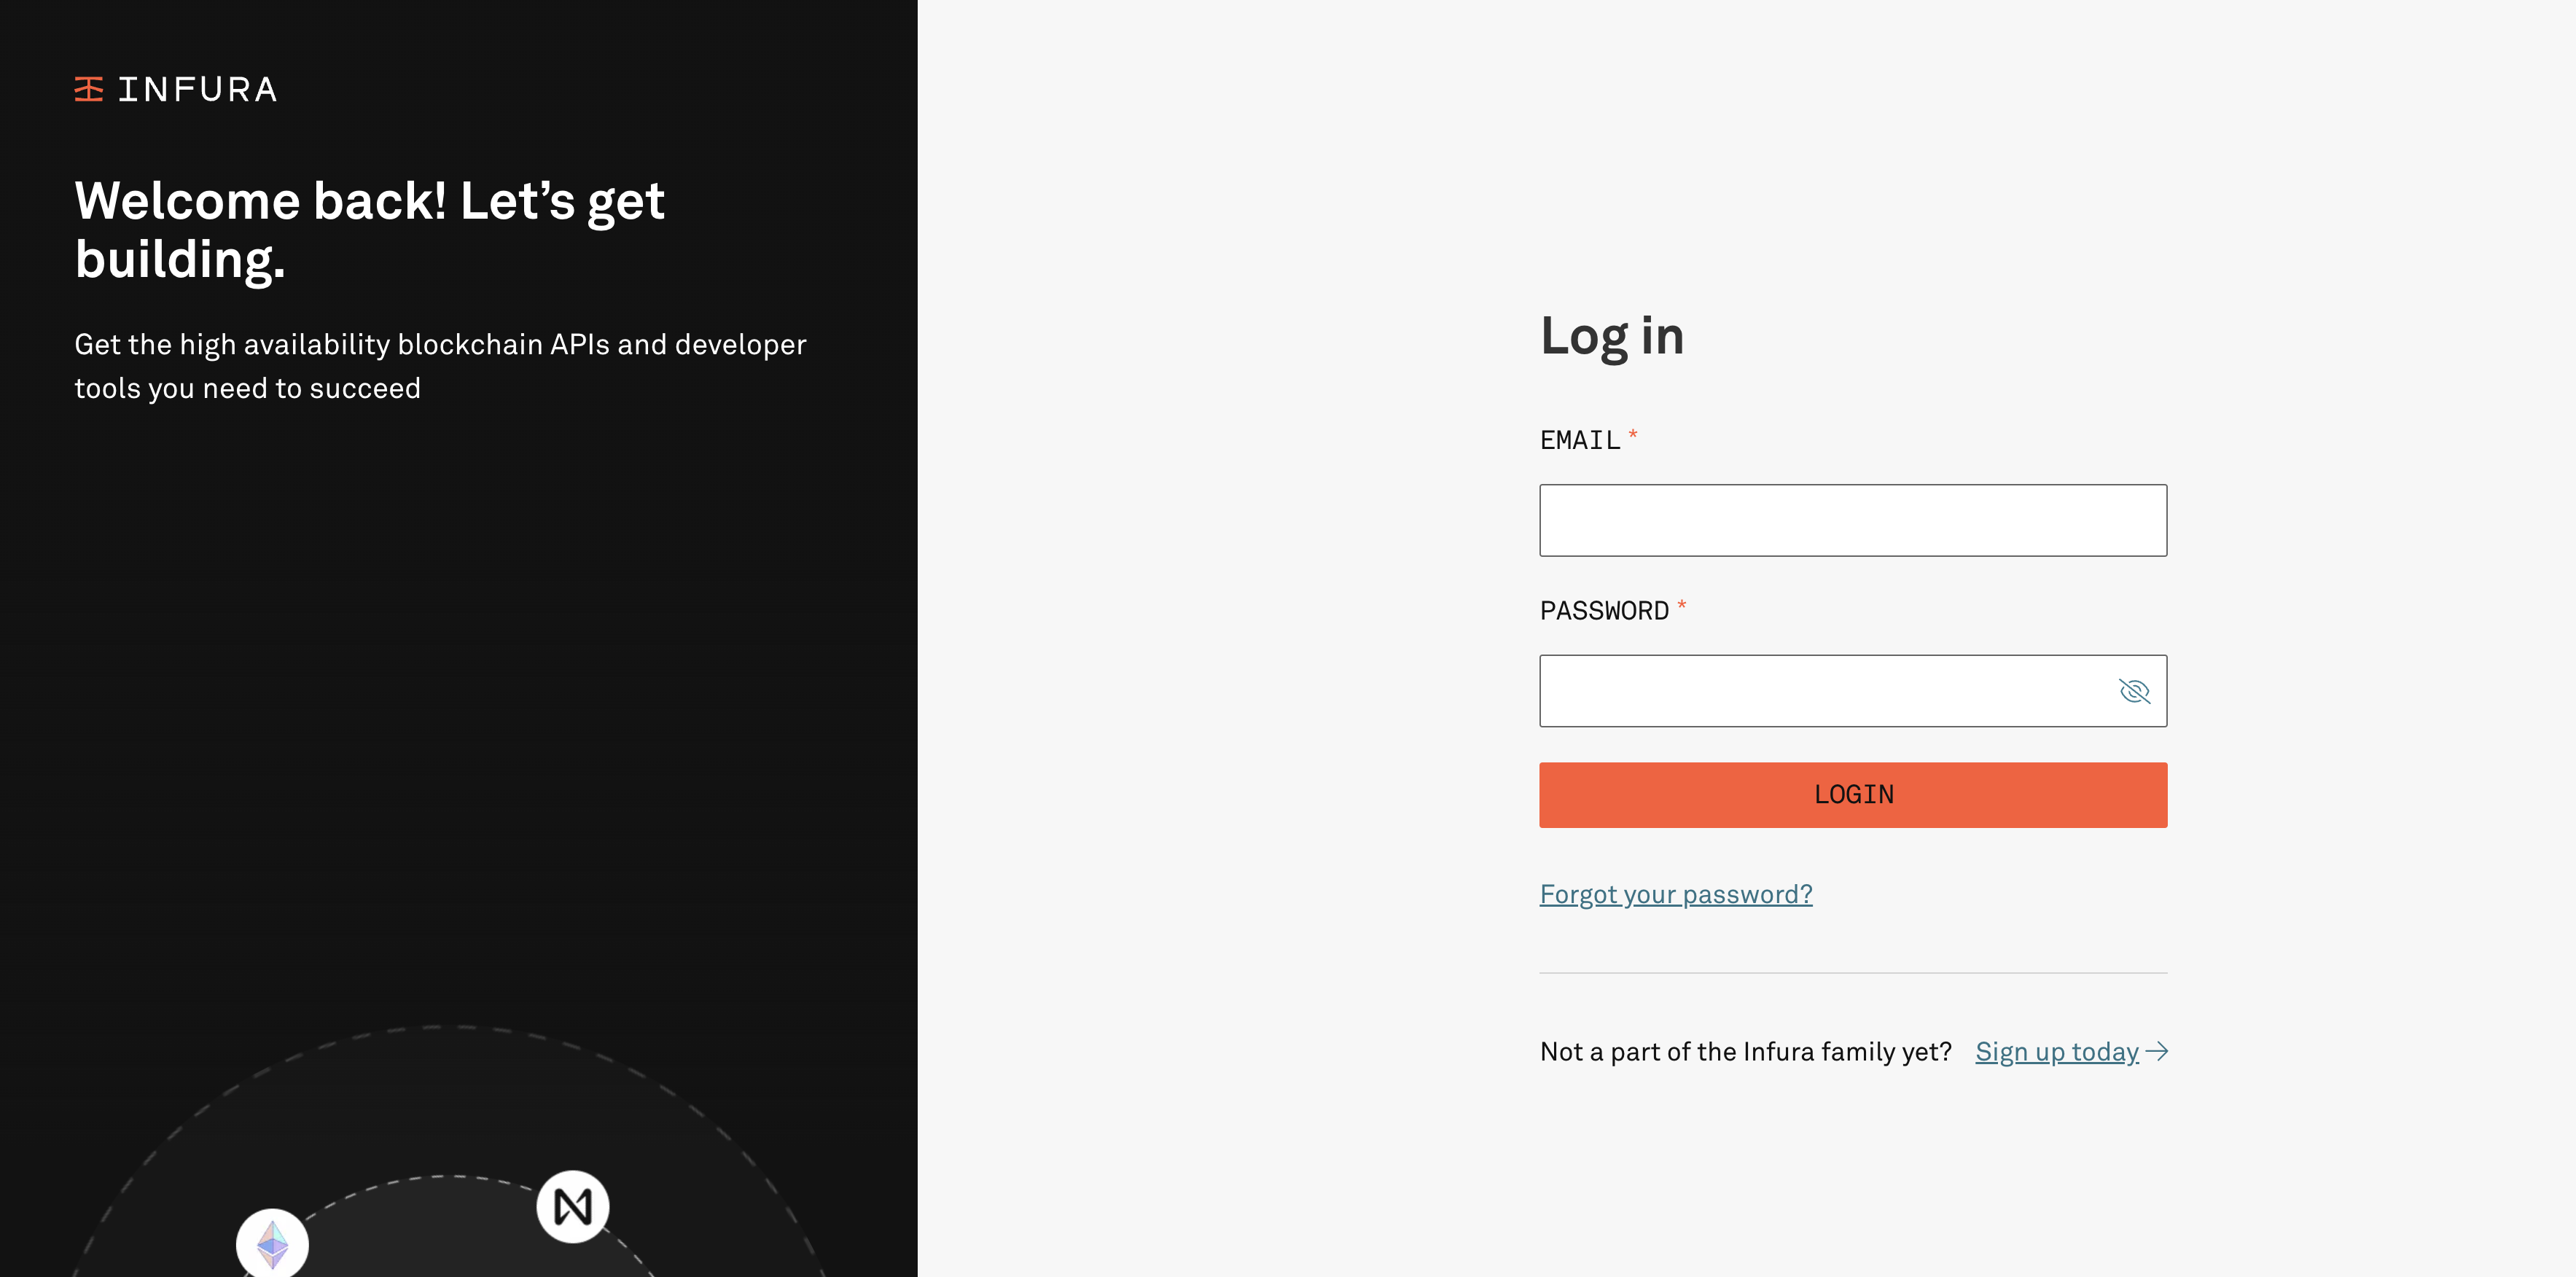 INFURA
Welcome back! Let’s get
building.
Get the high availability blockchain APIs and developer
tools you need to succeed
Log in
EMAIL *
PASSWORD *
LOGIN
Forgot your password?
Not a part of the Infura family yet? Sign up today →